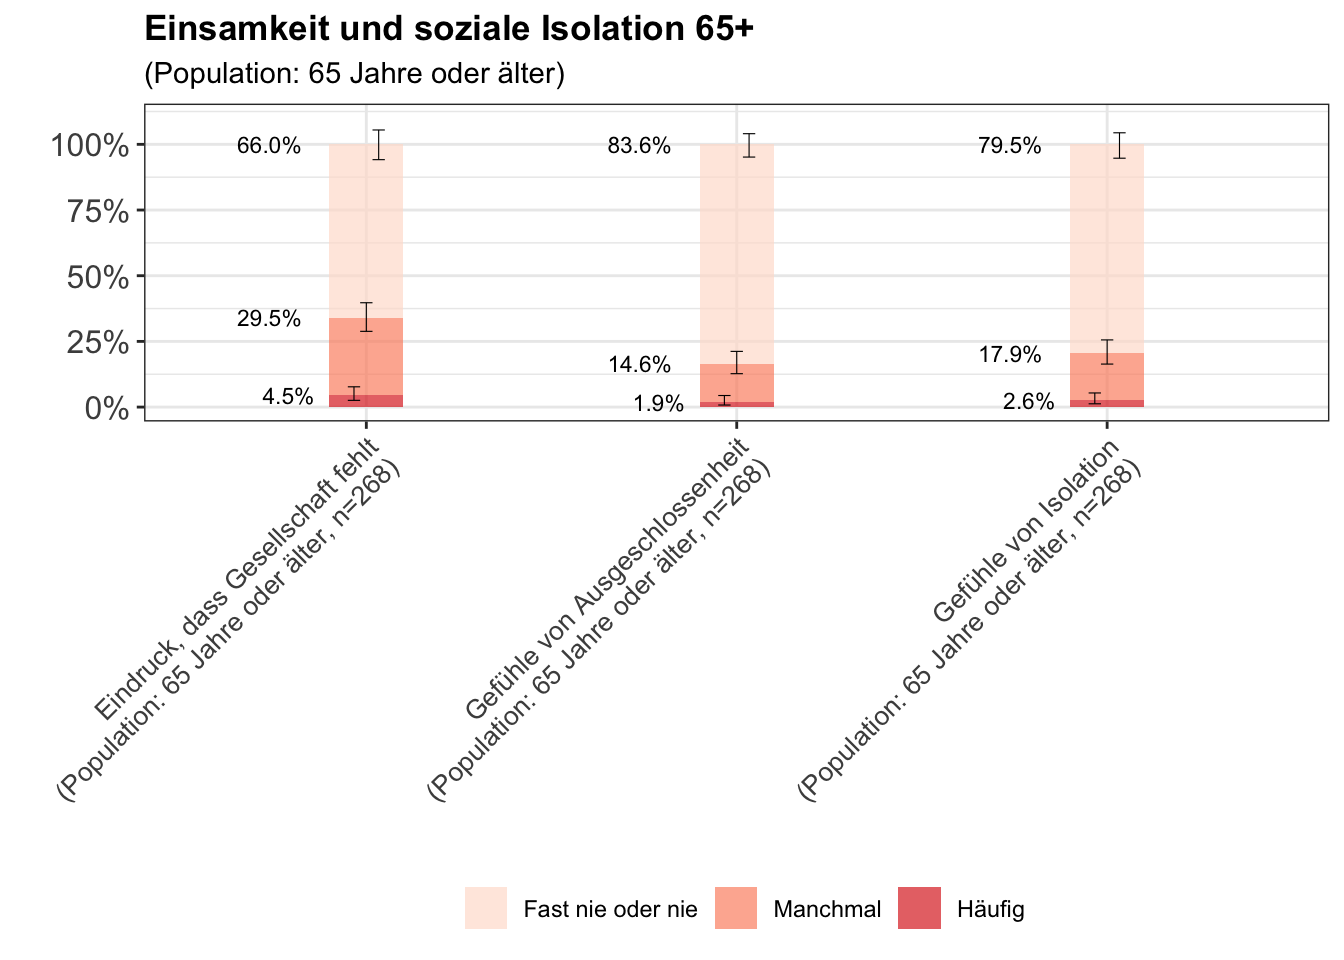 Einsamkeit und soziale Isolation 65+
(Population: 65 Jahre oder älter)
100%
75%
50%
25%
0%
66.0%
29.5%
4.5%
83.6%
14.6%
1.9%
79.5%
17.9%
2.6%
Eindruck, dass Gesellschaft fehlt
(Population: 65 Jahre oder älter, n=268)
Gefühle von Ausgeschlossenheit
(Population: 65 Jahre oder älter, n=268)
Gefühle von Isolation
(Population: 65 Jahre oder älter, n=268)
Fast nie oder nie
Manchmal
Häufig